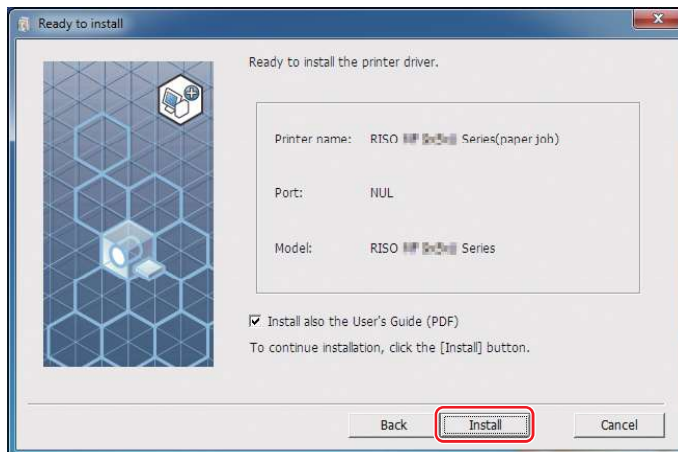 Ready to install
Ready to install the printer driver.
Printer name: RISO Series(paper job)
Port: NUL
Model: RISO Series
Install also the User's Guide (PDF)
To continue installation, click the [Install] button.
Back Install Cancel